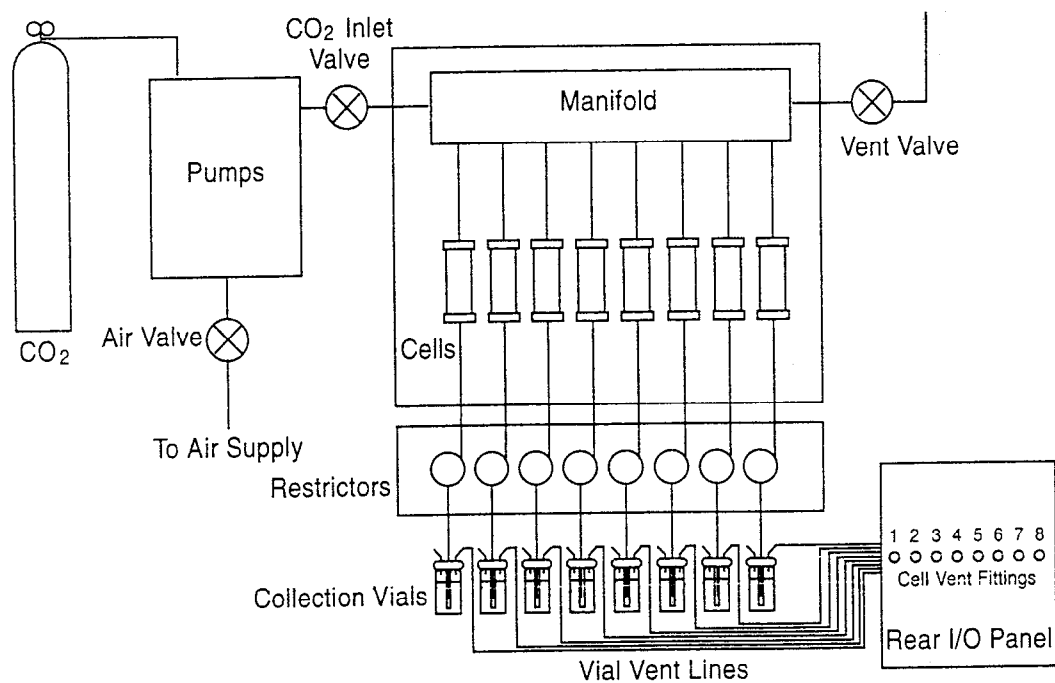 CO2 Inlet
Valve
Manifold
Vent Valve
Pumps
Air Valve
CO2
Cells
To Air Supply
Restrictors
1 2 3 4 5 6 7 8
Cell Vent Fittings
Collection Vials
Rear I/O Panel
Vial Vent Lines